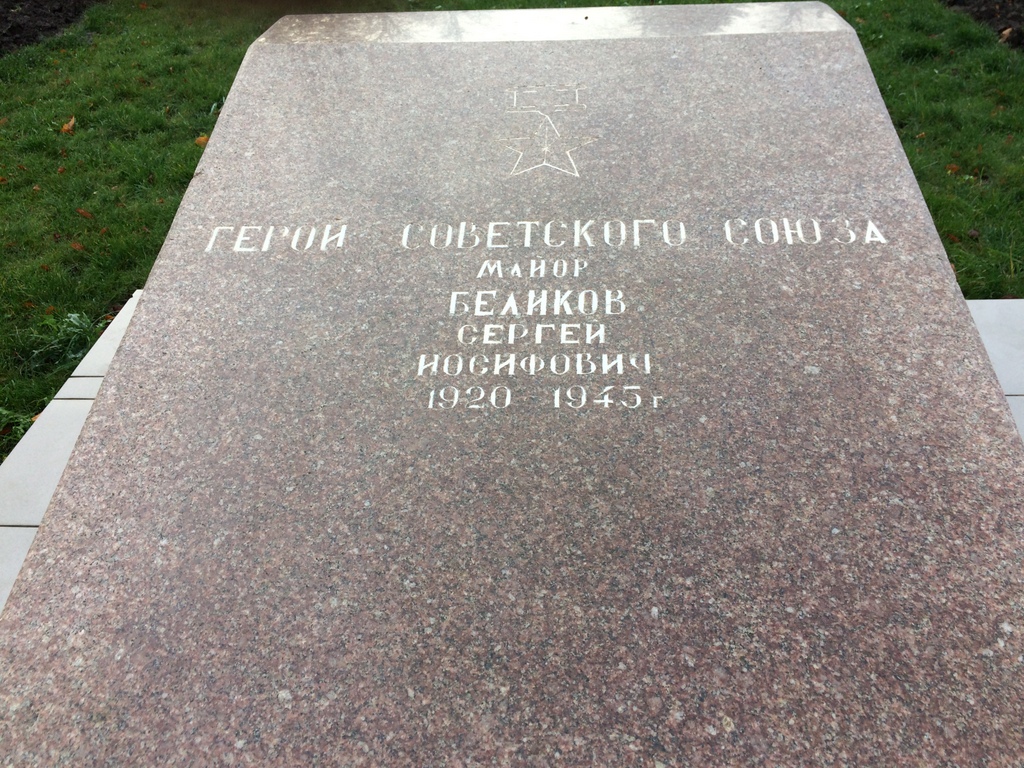 ГЕРОЙ СОВЕТСКОГО СОЮЗА
МАЙОР
БЕЛИКОВ
СЕРГЕЙ
ИОСИФОВИЧ
1920 1945 г